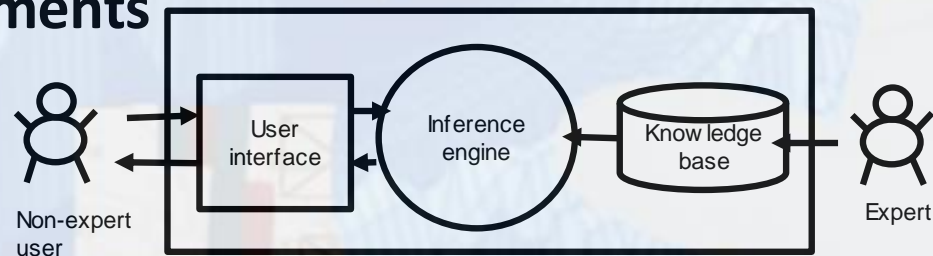 ments
User
interface
Inference
engine
Know ledge
base
Non-expert
user
Expert